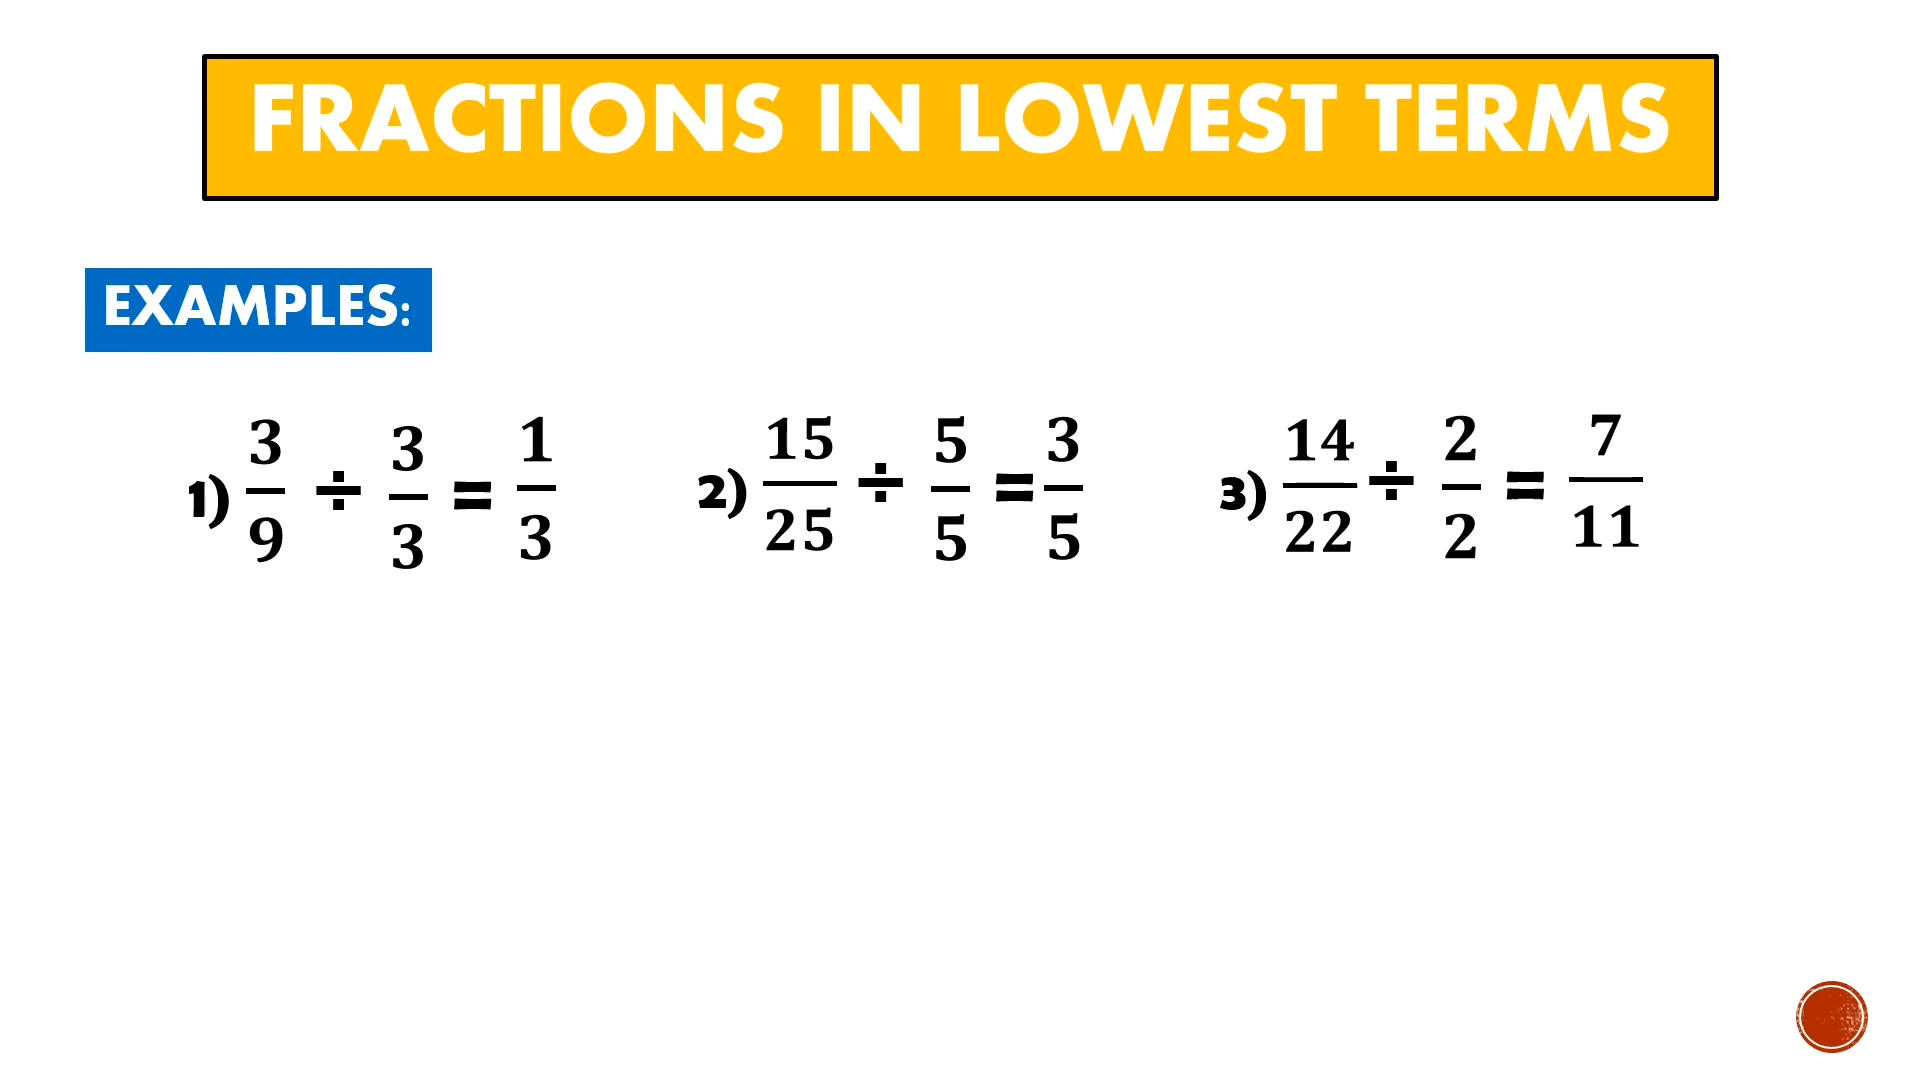 FRACTIONS IN LOWEST TERMS
EXAMPLES:
1) 3/9 ÷ 3/3 = 1/3
2) 15/25 ÷ 5/5 = 3/5
3) 14/22 ÷ 2/2 = 7/11